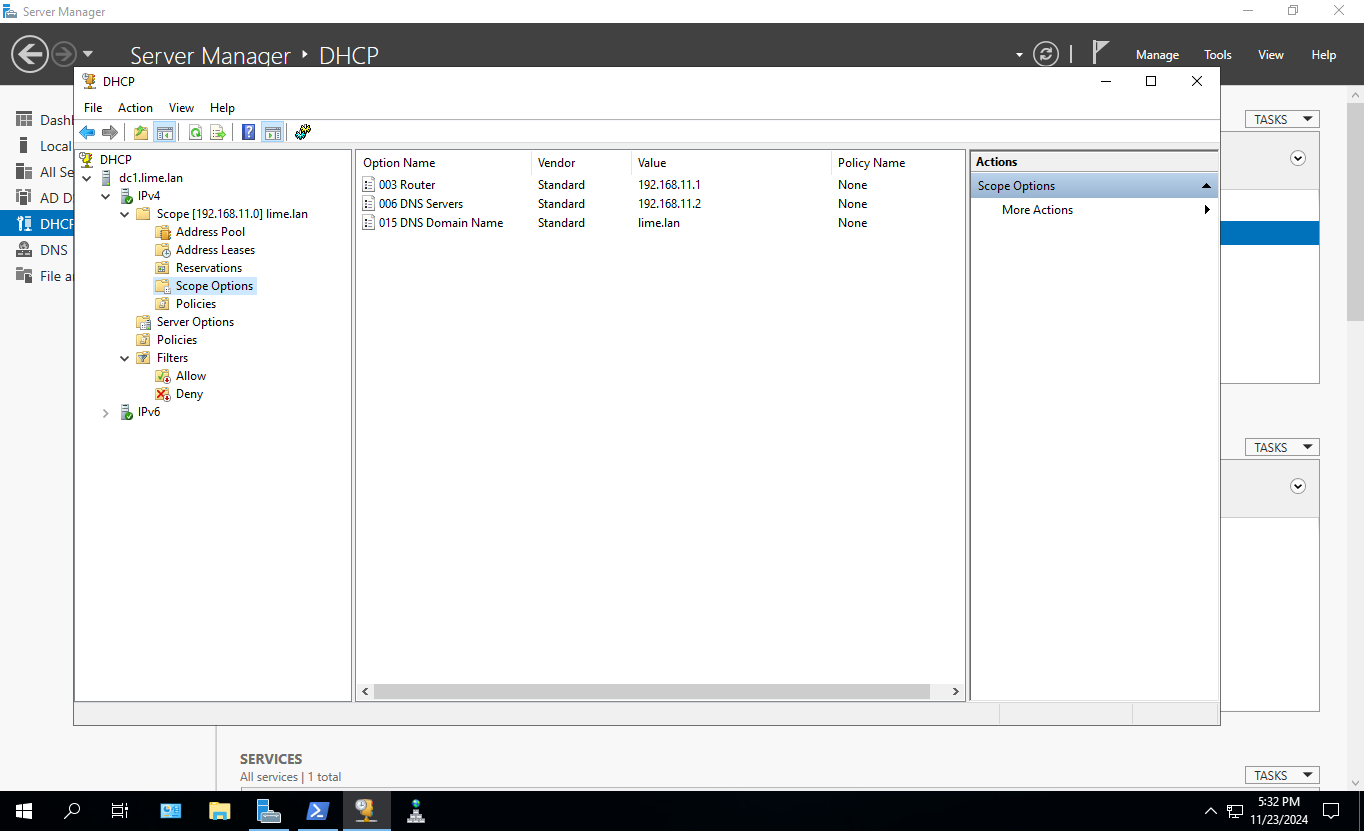 Server Manager
Server Manager ‣ DHCP
Manage Tools View Help
DHCP
File Action View Help
Dashb
Local
All Se
AD D
DHCP
DNS
File a
DHCP
dc1.lime.lan
IPv4
Scope [192.168.11.0] lime.lan
Address Pool
Address Leases
Reservations
Scope Options
Policies
Server Options
Policies
Filters
Allow
Deny
IPv6
Option Name Vendor Value Policy Name
003 Router Standard 192.168.11.1 None
006 DNS Servers Standard 192.168.11.2 None
015 DNS Domain Name Standard lime.lan None
Actions
Scope Options
More Actions
TASKS
TASKS
SERVICES
All services | 1 total
TASKS
5:32 PM
11/23/2024